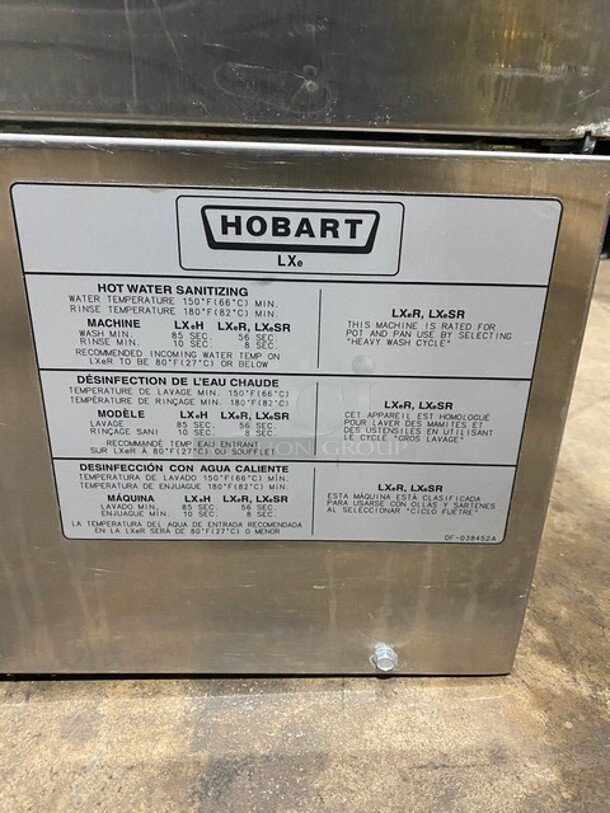 HOBART
LXe
HOT WATER SANITIZING
WATER TEMPERATURE 150°F(66°C) MIN.
RINSE TEMPERATURE 180°F(82°C) MIN.
MACHINE LXeH LXeR, LXeSR
WASH MIN. 85 SEC. 56 SEC.
RINSE MIN. 10 SEC. 8 SEC.
RECOMMENDED INCOMING WATER TEMP ON
LXeR TO BE 80°F(27°C) OR BELOW
LXeR, LXeSR
THIS MACHINE IS RATED FOR
POT AND PAN USE BY SELECTING
"HEAVY WASH CYCLE"
DÉSINFECTION DE L'EAU CHAUDE
TEMPERATURE DE LAVAGE MIN. 150°F(66°C)
TEMPÉRATURE DE RINÇAGE MIN. 180°F(82°C)
MODÈLE LXeH LXeR, LXeSR
LAVAGE 85 SEC. 56 SEC.
RINÇAGE SANI 10 SEC. 8 SEC.
RECOMMANDÉ TEMP EAU ENTRANT
SUR LXeR À 80°F(27°C) OU SOUFFLET
LXeR, LXeSR
CET APPAREIL EST HOMOLOGUÉ
POUR LAVER DES MAMITES ET
DES USTENSILES EN UTILISANT
LE CYCLE "GROS LAVAGE"
DESINFECCIÓN CON AGUA CALIENTE
TEMPERATURA DE LAVADO 150°F(66°C) MÍN.
TEMPERATURA DE ENJUAGUE 180°F(82°C) MÍN.
MÁQUINA LXeH LXeR, LXeSR
LAVADO MIN. 85 SEC. 56 SEC.
ENJUAGUE MIN. 10 SEC. 8 SEC.
LA TEMPERATURA DEL AQUA DE ENTRADA RECOMENDADA
EN LA LXeR SERÁ DE 80°F(27°C) O MENOR
LXeR, LXeSR
ESTA MÁQUINA ESTÁ CLASIFICADA
PARA USARSE CON OLLAS Y SARTENES
AL SELECCIONAR "CICLO FUETRE"
OF-038452A
GROUP